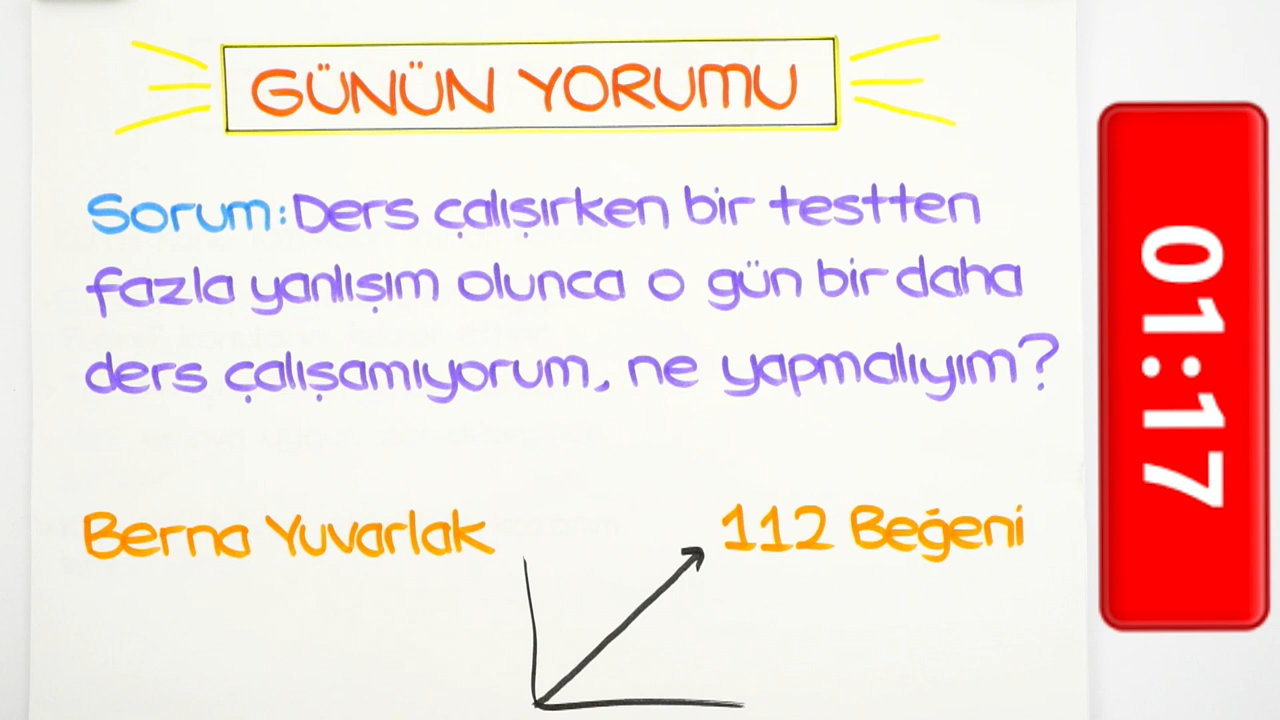 GÜNÜN YORUMU
Sorum: Ders çalışırken bir testten
fazla yanlışım olunca o gün bir daha
ders çalışamıyorum, ne yapmalıyım?
Berna Yuvarlak
112 Beğeni
01:17